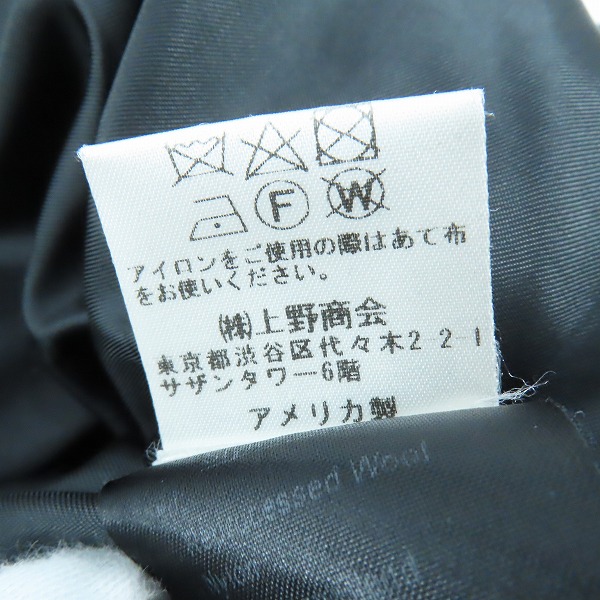 F W
アイロンをご使用の際はあて布
をお使いください。
㈱上野商会
東京都渋谷区代々木2-2-1
サザンタワー6階
アメリカ製
essed Wool